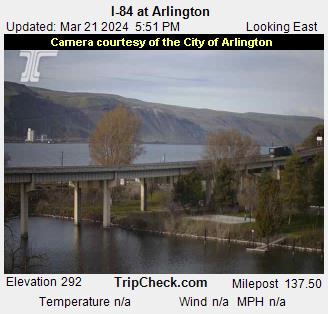 I-84 at Arlington
Updated: Mar 21 2024 5:51 PM Looking East
Camera courtesy of the City of Arlington
Elevation 292 TripCheck.com Milepost 137.50
Temperature n/a Wind n/a MPH n/a